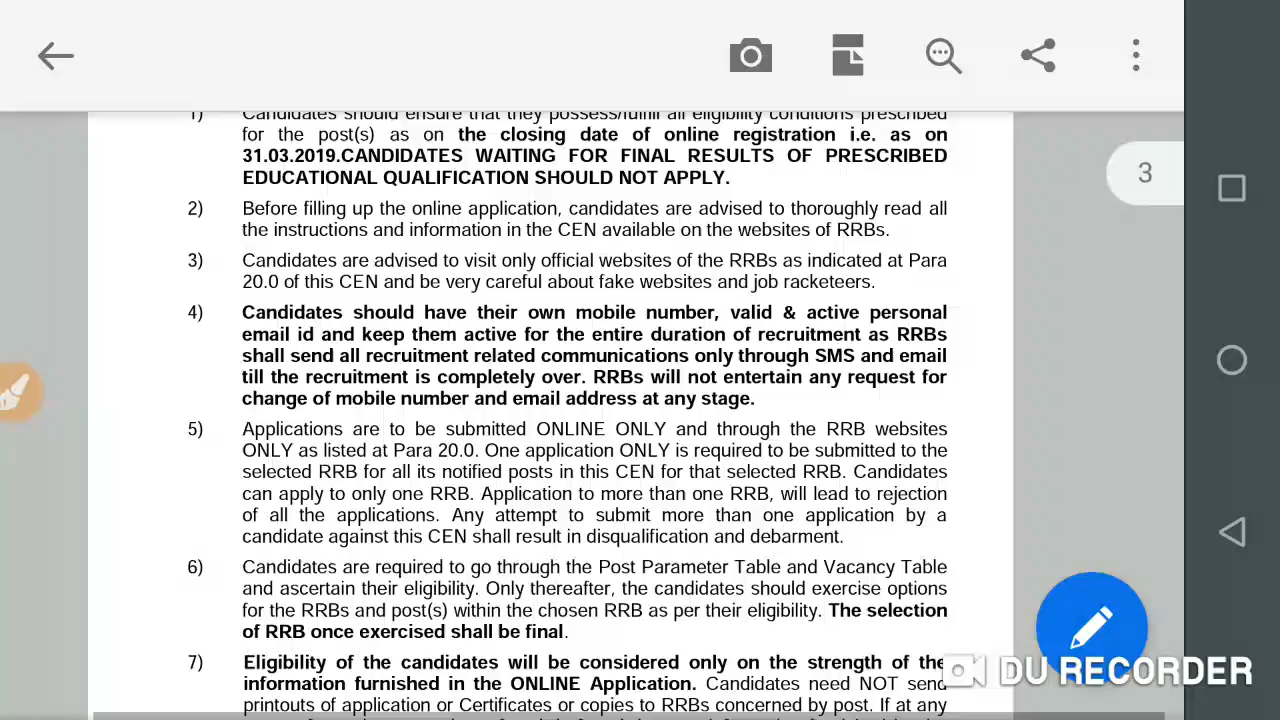 1) Candidates should ensure that they possess/fulfill all eligibility conditions prescribed
for the post(s) as on the closing date of online registration i.e. as on
31.03.2019.CANDIDATES WAITING FOR FINAL RESULTS OF PRESCRIBED
EDUCATIONAL QUALIFICATION SHOULD NOT APPLY.
3
2) Before filling up the online application, candidates are advised to thoroughly read all
the instructions and information in the CEN available on the websites of RRBs.
3) Candidates are advised to visit only official websites of the RRBs as indicated at Para
20.0 of this CEN and be very careful about fake websites and job racketeers.
4) Candidates should have their own mobile number, valid & active personal
email id and keep them active for the entire duration of recruitment as RRBs
shall send all recruitment related communications only through SMS and email
till the recruitment is completely over. RRBs will not entertain any request for
change of mobile number and email address at any stage.
5) Applications are to be submitted ONLINE ONLY and through the RRB websites
ONLY as listed at Para 20.0. One application ONLY is required to be submitted to the
selected RRB for all its notified posts in this CEN for that selected RRB. Candidates
can apply to only one RRB. Application to more than one RRB, will lead to rejection
of all the applications. Any attempt to submit more than one application by a
candidate against this CEN shall result in disqualification and debarment.
6) Candidates are required to go through the Post Parameter Table and Vacancy Table
and ascertain their eligibility. Only thereafter, the candidates should exercise options
for the RRBs and post(s) within the chosen RRB as per their eligibility. The selection
of RRB once exercised shall be final.
7) Eligibility of the candidates will be considered only on the strength of the
information furnished in the ONLINE Application. Candidates need NOT send
printouts of application or Certificates or copies to RRBs concerned by post. If at any
DU RECORDER